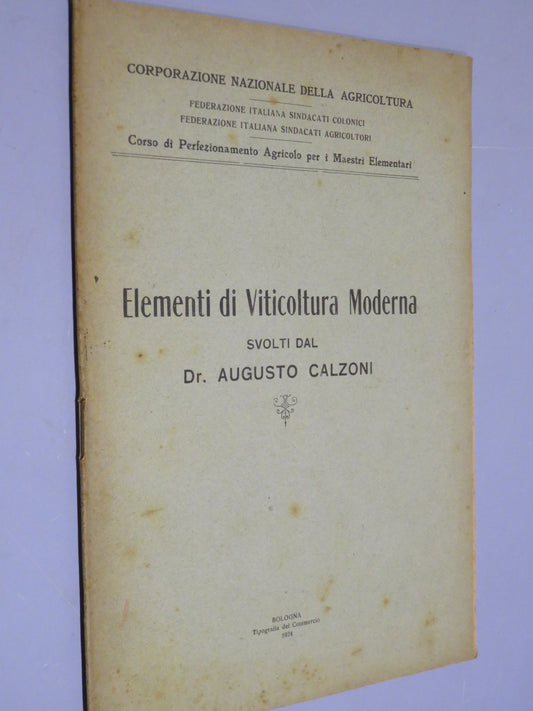 CORPORAZIONE NAZIONALE DELLA AGRICOLTURA
FEDERAZIONE ITALIANA SINDACATI COLONICI
FEDERAZIONE ITALIANA SINDACATI AGRICOLTORI
Corso di Perfezionamento Agricolo per i Maestri Elementari
Elementi di Viticoltura Moderna
SVOLTI DAL
Dr. AUGUSTO CALZONI
BOLOGNA
Tipografia del Commercio
1924